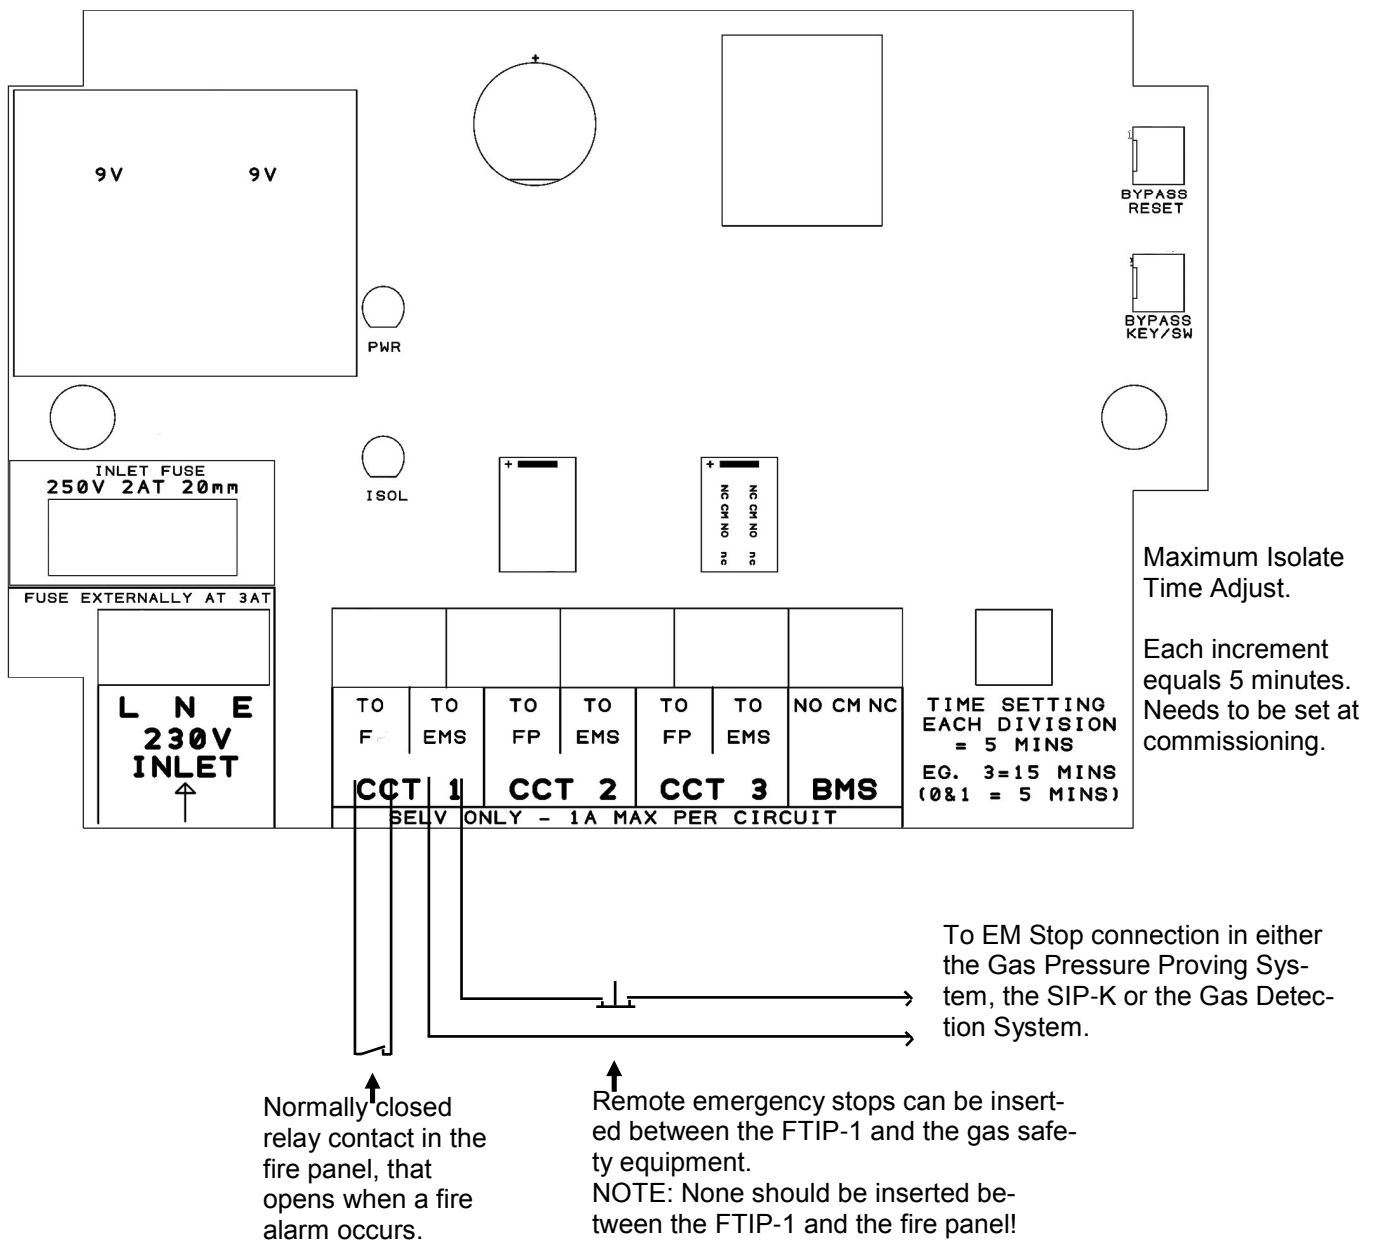 +
9V 9V
BYPASS
RESET
BYPASS
KEY/SW
PWR
INLET FUSE
250V 2AT 20mm
ISOL
+
+
NC CM NO nc
NC CM NO nc
FUSE EXTERNALLY AT 3AT
Maximum Isolate
Time Adjust.
Each increment
equals 5 minutes.
Needs to be set at
commissioning.
L N E
230V
INLET
TO
F
TO
EMS
CCT 1
TO
FP
TO
EMS
CCT 2
TO
FP
TO
EMS
CCT 3
NO CM NC
BMS
SELV ONLY - 1A MAX PER CIRCUIT
TIME SETTING
EACH DIVISION
= 5 MINS
EG. 3=15 MINS
(0&1 = 5 MINS)
To EM Stop connection in either
the Gas Pressure Proving Sys-
tem, the SIP-K or the Gas Detec-
tion System.
Normally closed
relay contact in the
fire panel, that
opens when a fire
alarm occurs.
Remote emergency stops can be insert-
ed between the FTIP-1 and the gas safe-
ty equipment.
NOTE: None should be inserted be-
tween the FTIP-1 and the fire panel!